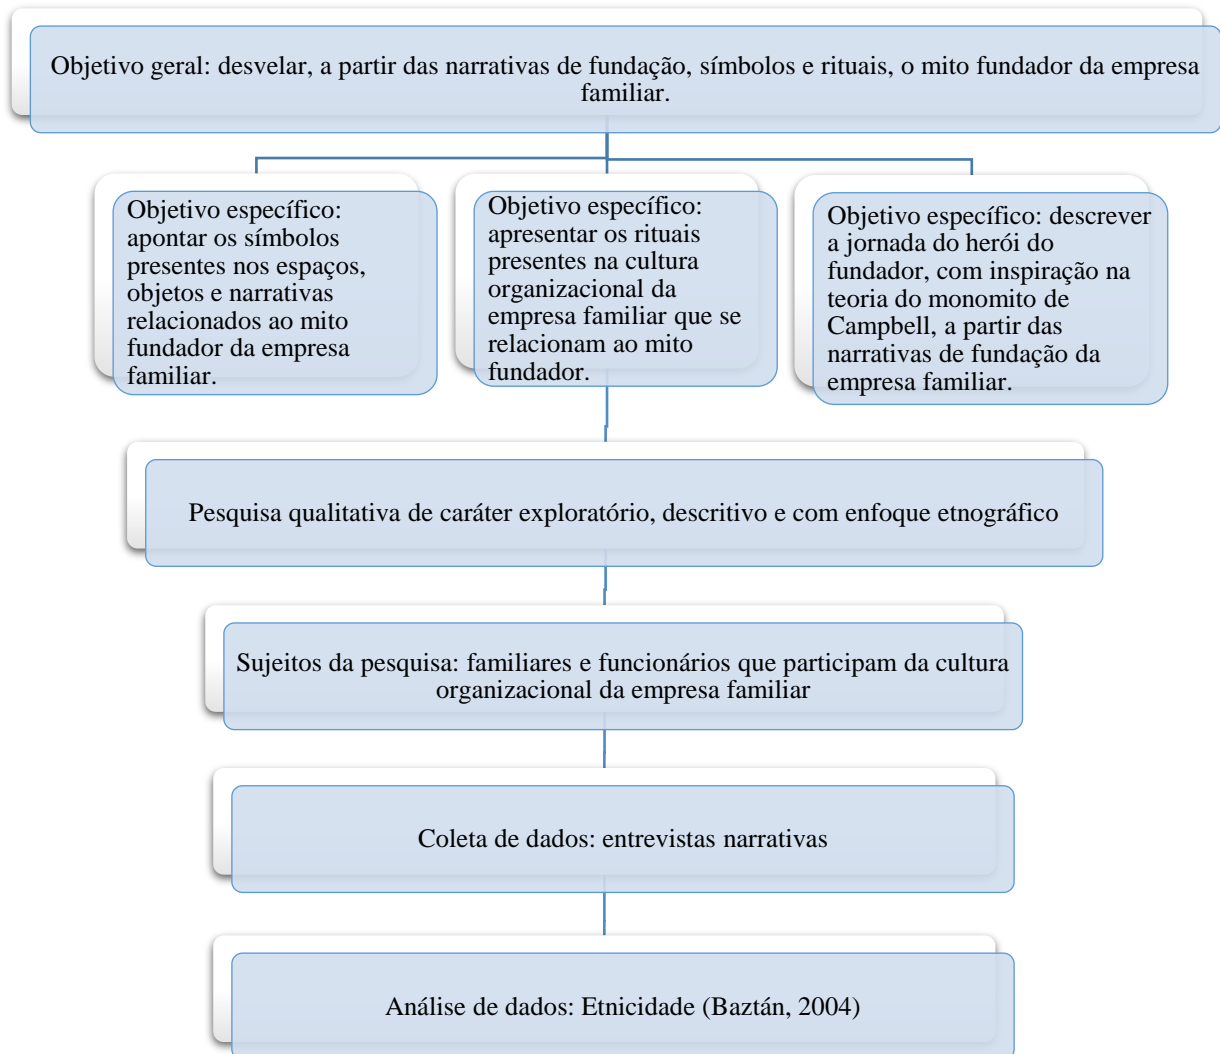 Objetivo geral: desvelar, a partir das narrativas de fundação, símbolos e rituais, o mito fundador da empresa
familiar.
Objetivo específico:
apontar os símbolos
presentes nos espaços,
objetos e narrativas
relacionados ao mito
fundador da empresa
familiar.
Objetivo específico:
apresentar os rituais
presentes na cultura
organizacional da
empresa familiar que se
relacionam ao mito
fundador.
Objetivo específico: descrever
a jornada do herói do
fundador, com inspiração na
teoria do monomito de
Campbell, a partir das
narrativas de fundação da
empresa familiar.
Pesquisa qualitativa de caráter exploratório, descritivo e com enfoque etnográfico
Sujeitos da pesquisa: familiares e funcionários que participam da cultura
organizacional da empresa familiar
Coleta de dados: entrevistas narrativas
Análise de dados: Etnicidade (Baztán, 2004)